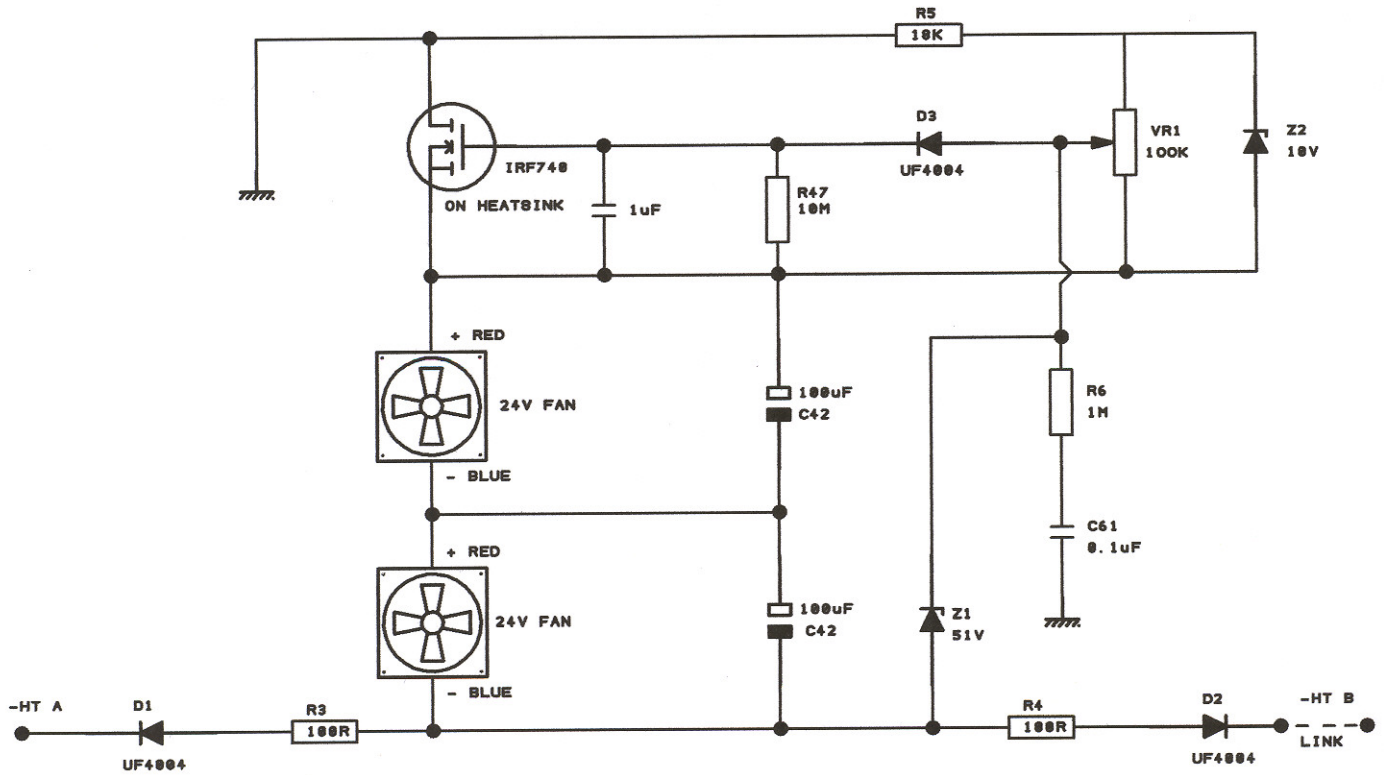 R5
10K
D3
UF4004
VR1
100K
Z2
10V
IRF740
ON HEATSINK
1uF
R47
10M
+ RED
24V FAN
- BLUE
100uF
C42
R6
1M
C61
0.1uF
+ RED
24V FAN
- BLUE
100uF
C42
Z1
51V
-HT A
D1
UF4004
R3
100R
R4
100R
D2
UF4004
-HT B
LINK